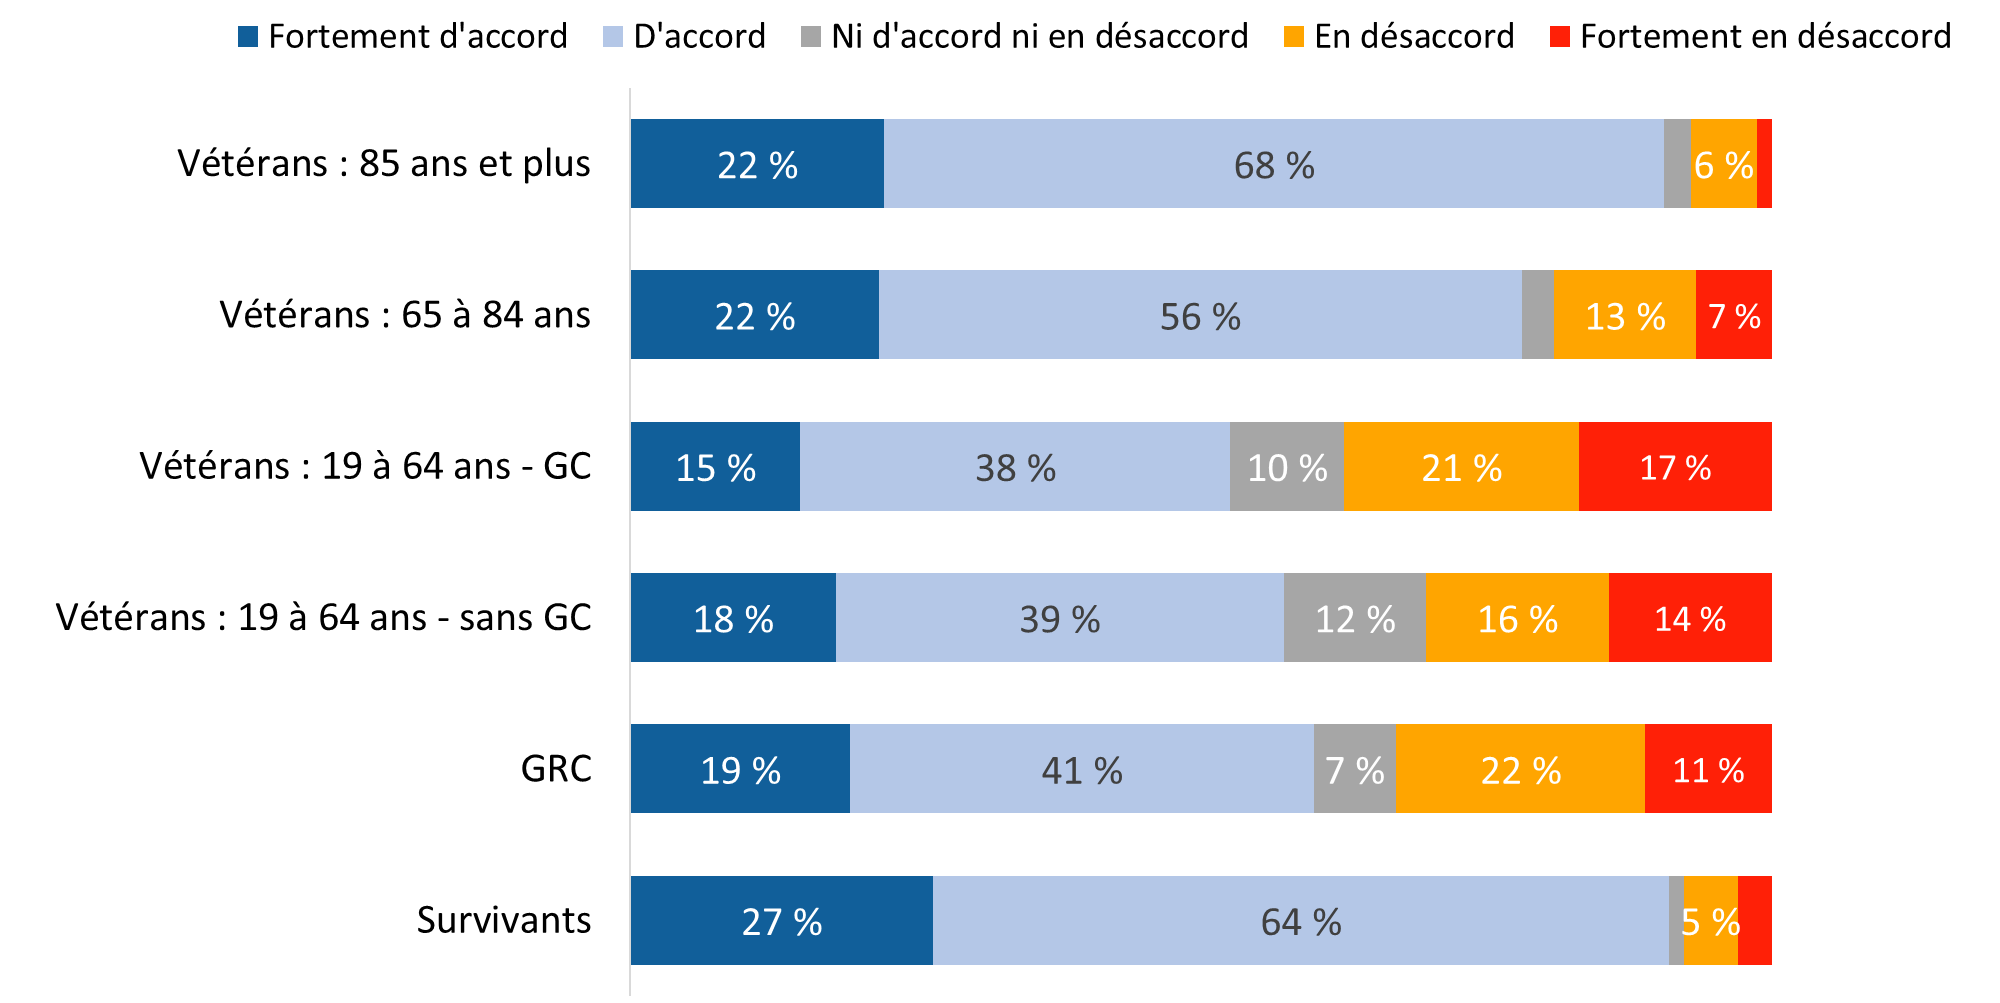 Fortement d'accord D'accord Ni d'accord ni en désaccord En désaccord Fortement en désaccord
Vétérans : 85 ans et plus 22 % 68 % 6 %
Vétérans : 65 à 84 ans 22 % 56 % 13 % 7 %
Vétérans : 19 à 64 ans - GC 15 % 38 % 10 % 21 % 17 %
Vétérans : 19 à 64 ans - sans GC 18 % 39 % 12 % 16 % 14 %
GRC 19 % 41 % 7 % 22 % 11 %
Survivants 27 % 64 % 5 %